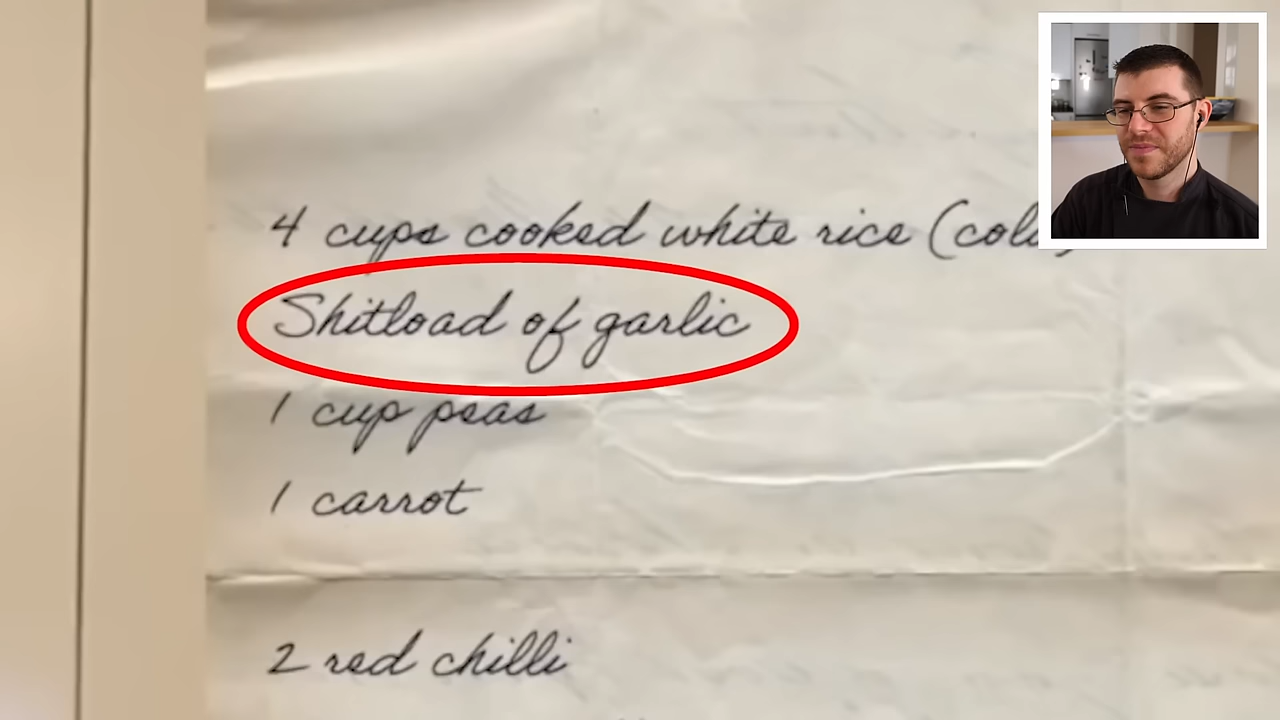 4 cups cooked white rice (cold)
Shitload of garlic
1 cup peas
1 carrot
2 red chilli